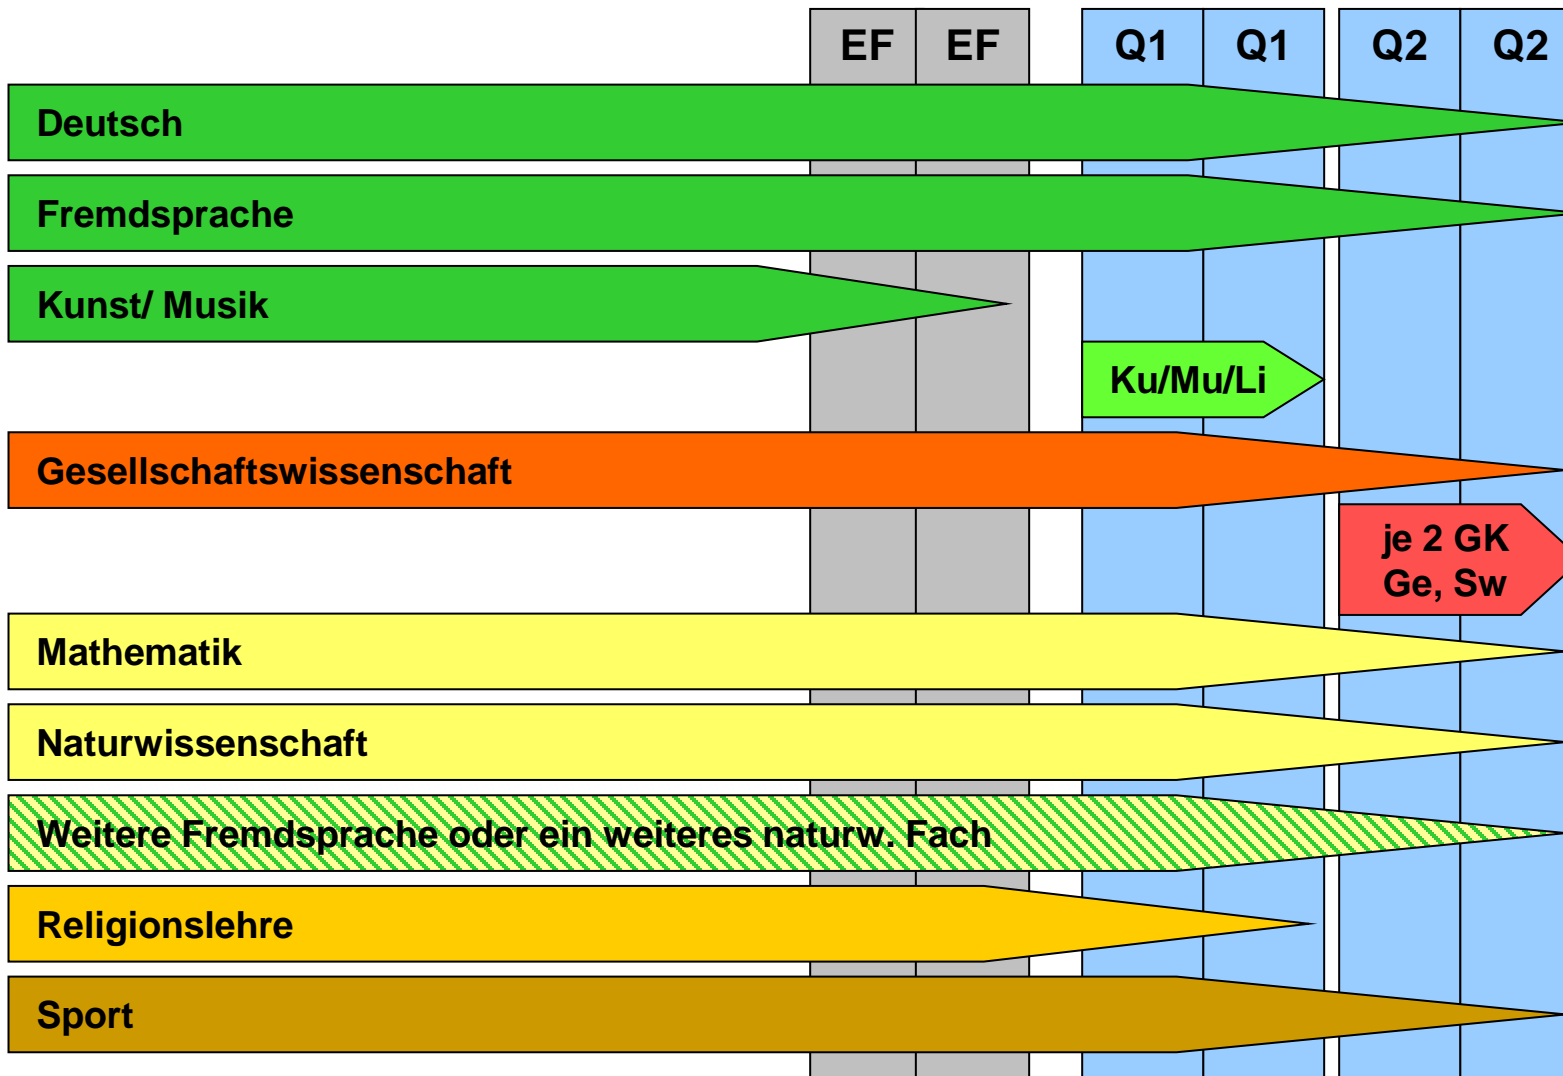 EF EF Q1 Q1 Q2 Q2
Deutsch
Fremdsprache
Kunst/ Musik
Ku/Mu/Li
Gesellschaftswissenschaft
je 2 GK
Ge, Sw
Mathematik
Naturwissenschaft
Weitere Fremdsprache oder ein weiteres naturw. Fach
Religionslehre
Sport